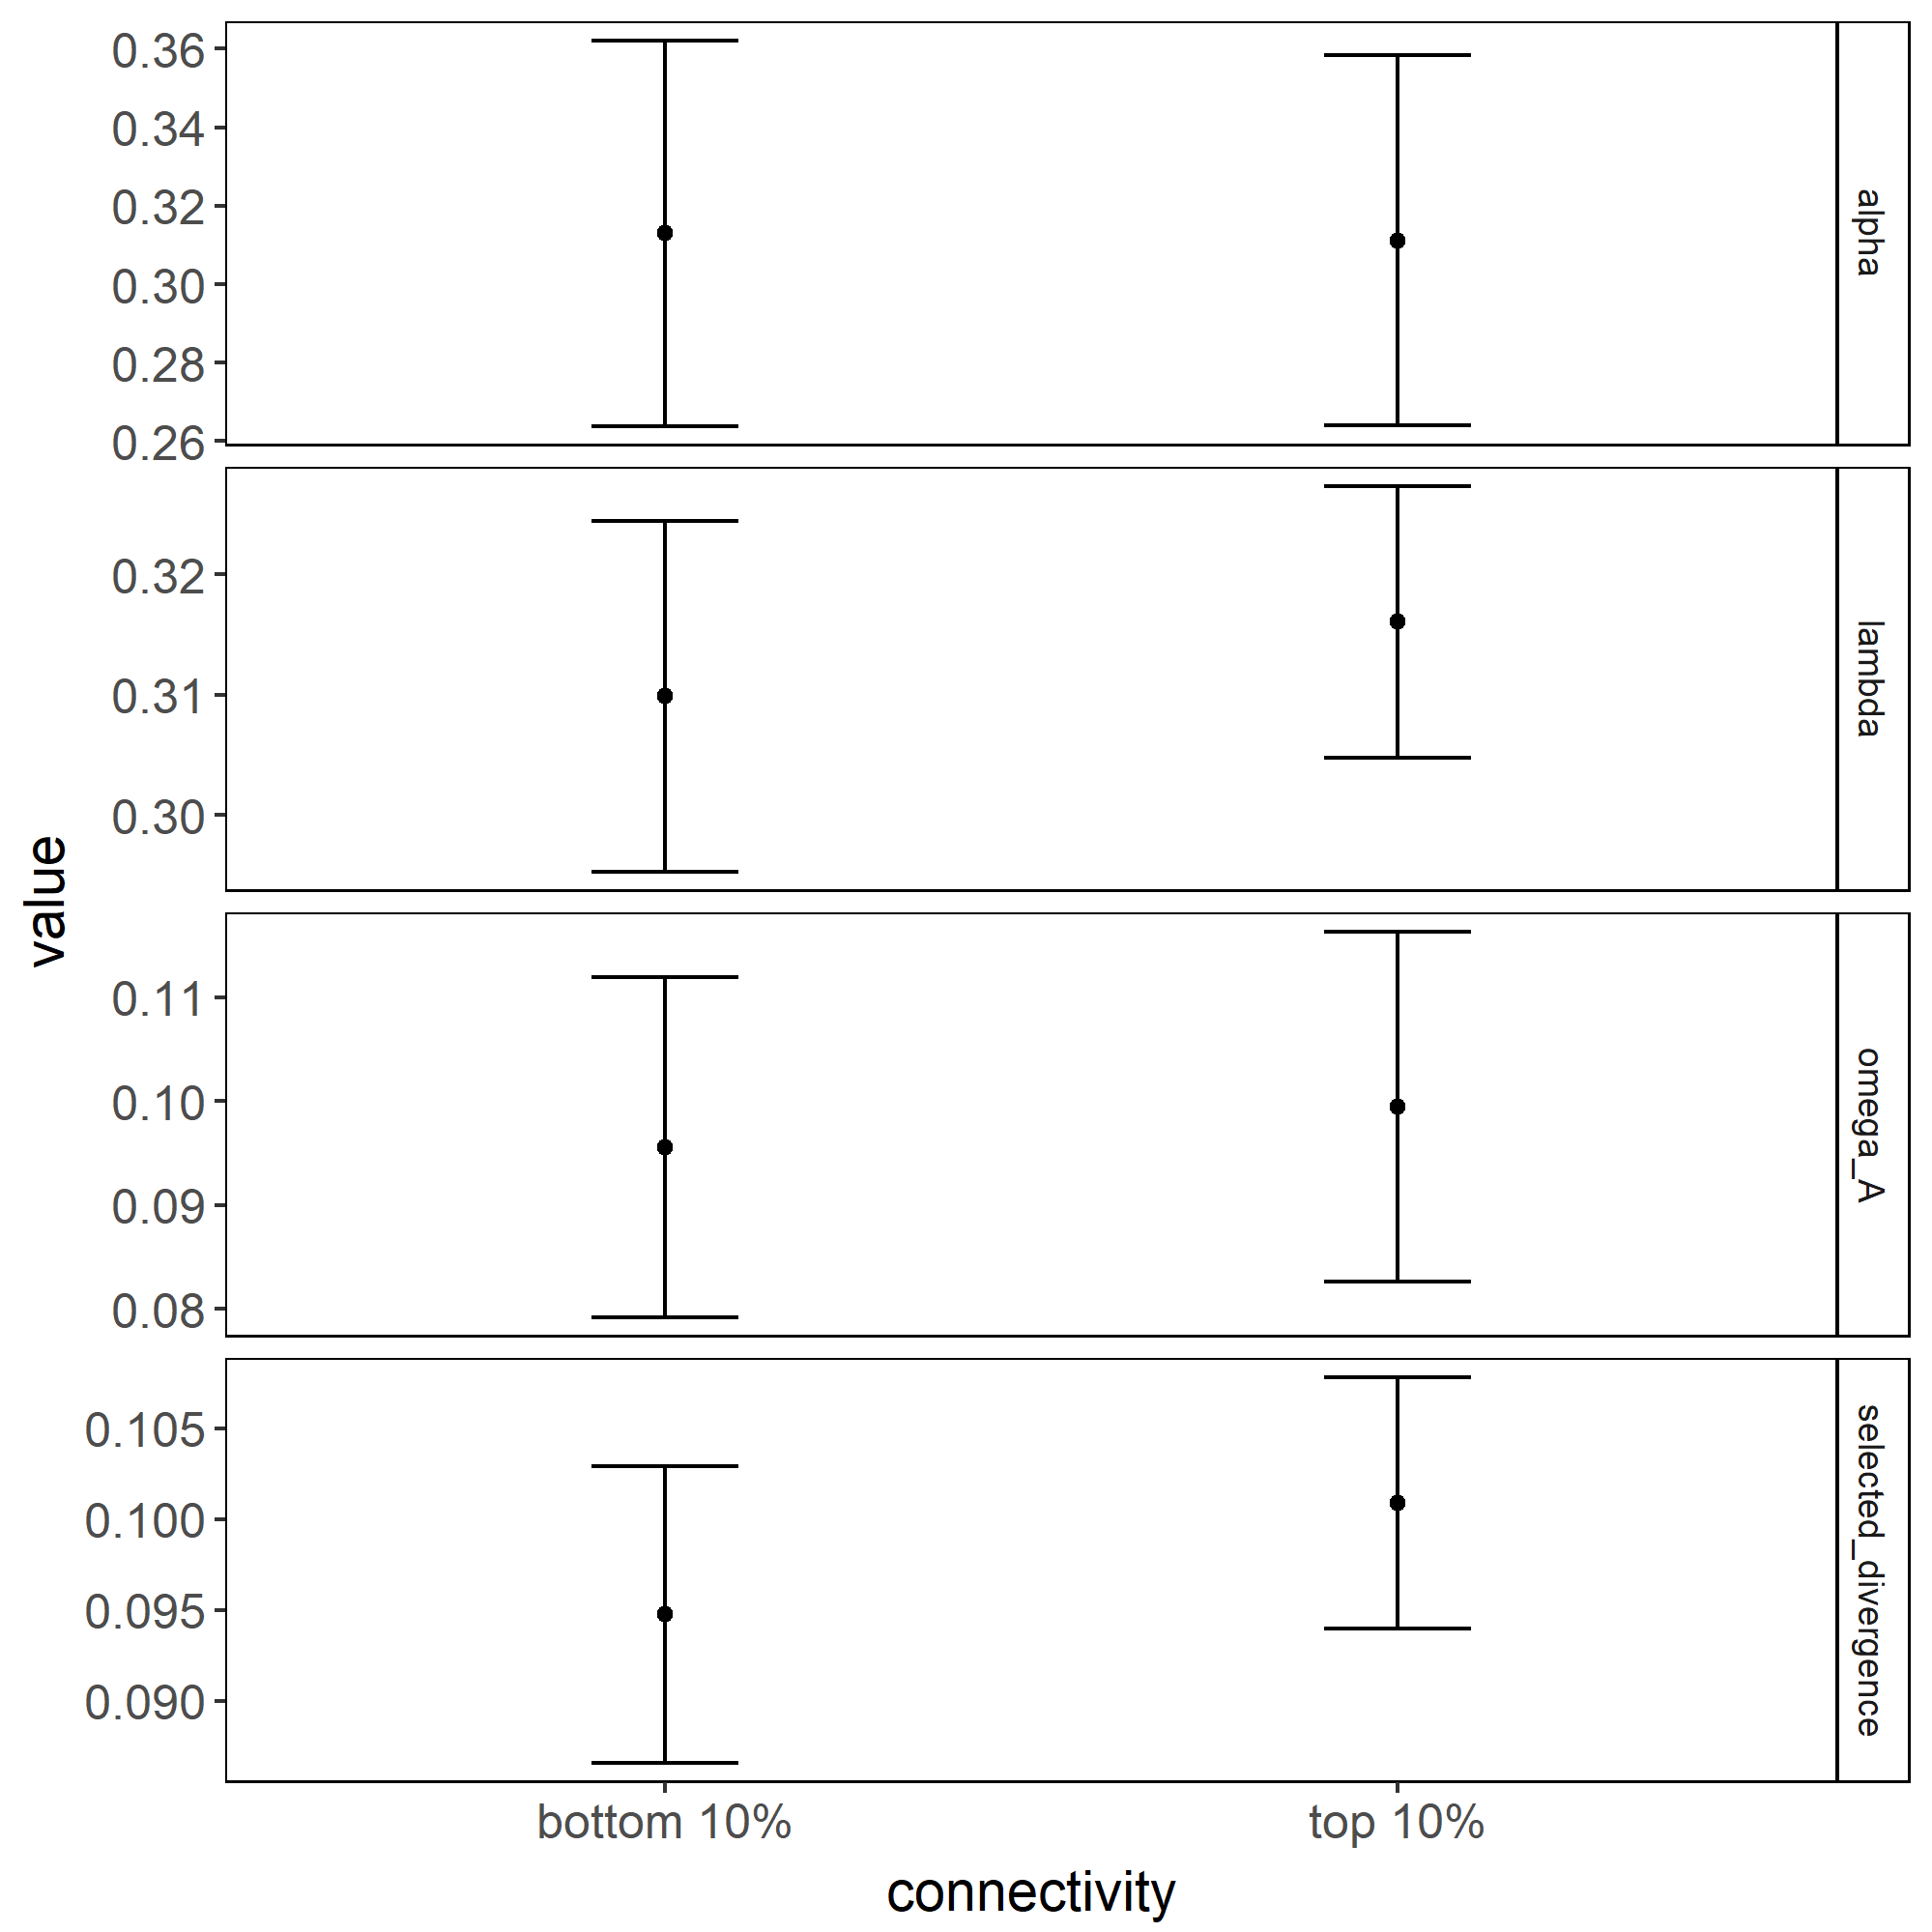 value
0.36
0.34
0.32
0.30
0.28
0.26
alpha
0.32
0.31
0.30
lambda
0.11
0.10
0.09
0.08
omega_A
0.105
0.100
0.095
0.090
selected_divergence
bottom 10%
top 10%
connectivity